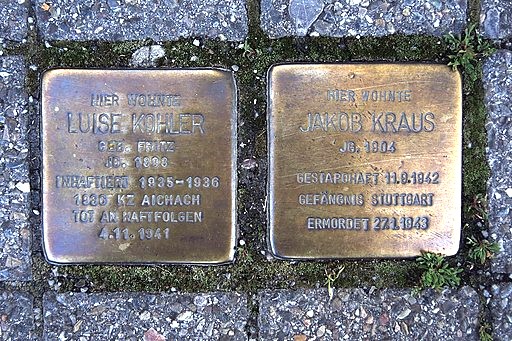 HIER WOHNTE
LUISE KOHLER
GEB. FRITZ
JG. 1898
INHAFTIERT 1935-1936
1936 KZ AICHACH
TOT AN HAFTFOLGEN
4.11.1941
HIER WOHNTE
JAKOB KRAUS
JG. 1904
GESTAPOHAFT 11.9.1942
GEFÄNGNIS STUTTGART
ERMORDET 27.1.1943